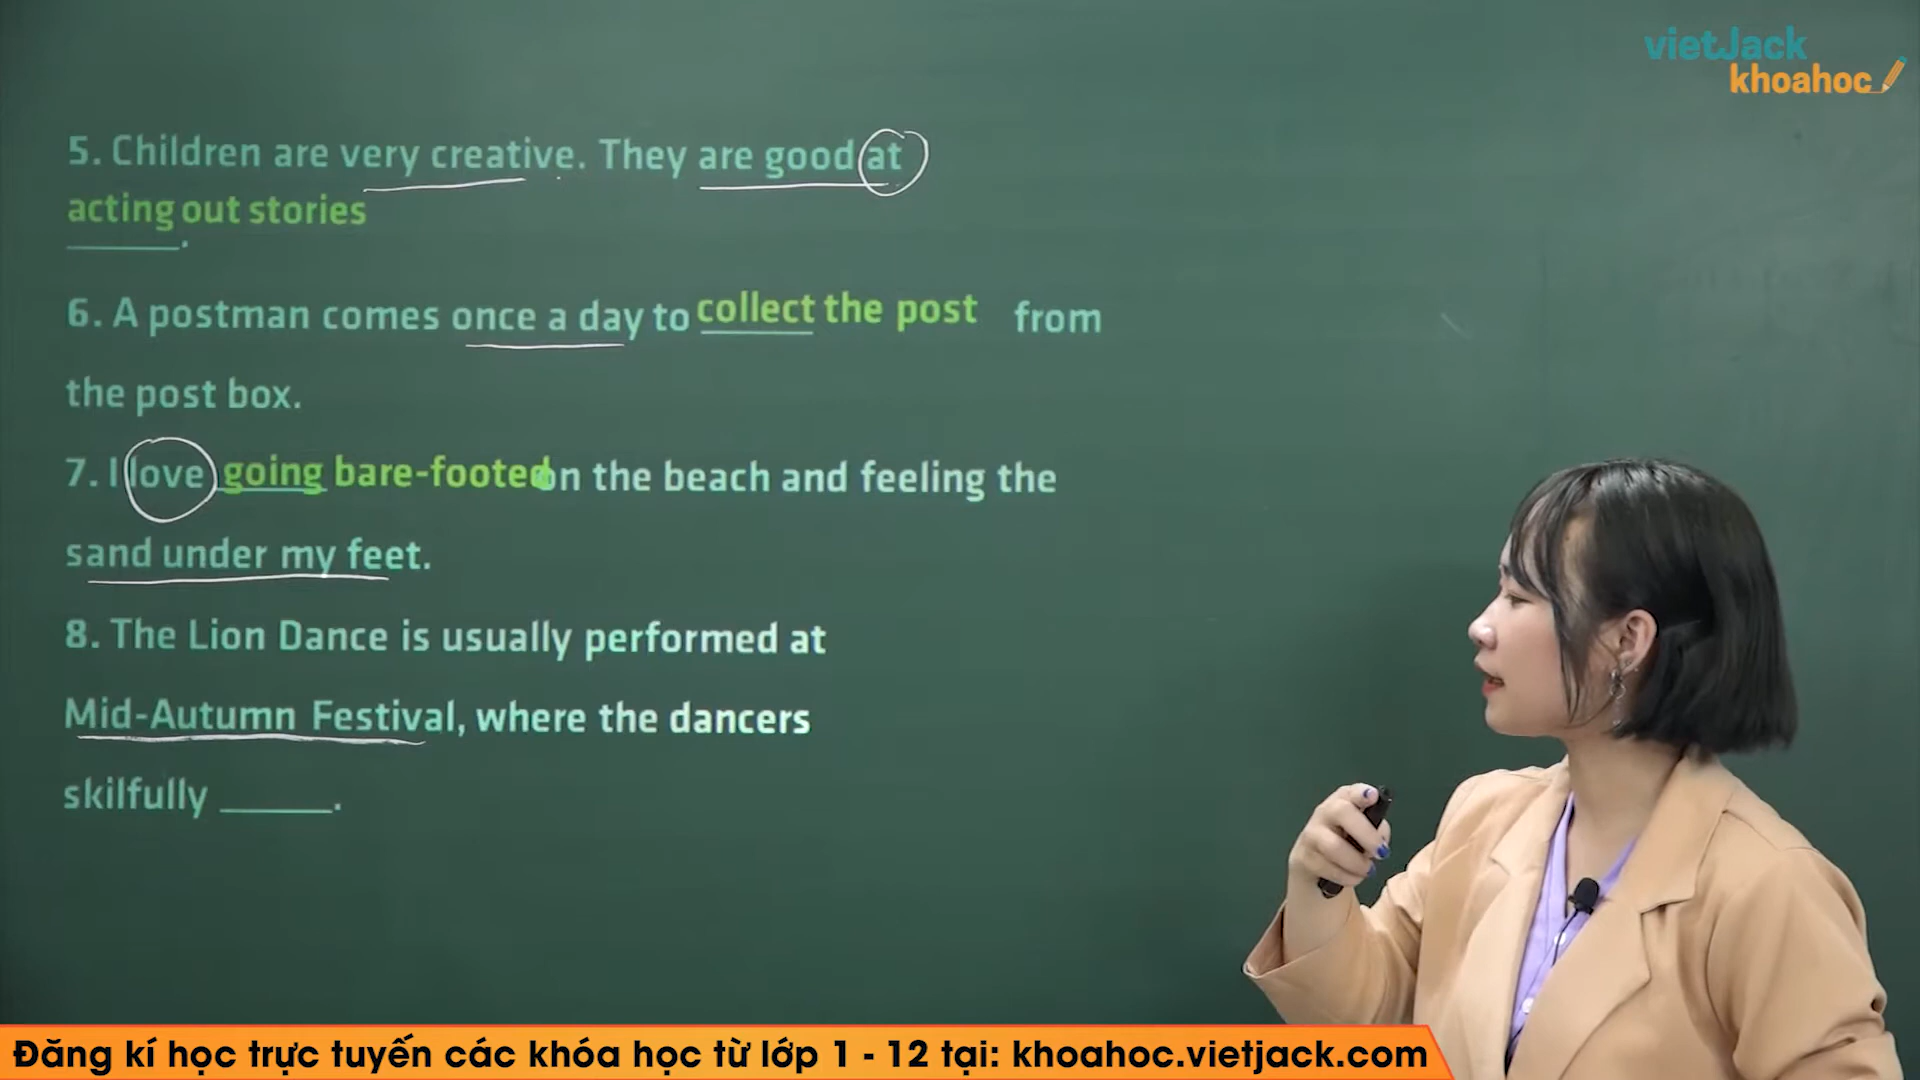 vietJack
khoahoc
5. Children are very creative. They are good at
acting out stories
______.
6. A postman comes once a day to collect the post from
the post box.
7. I love going bare-footed on the beach and feeling the
sand under my feet.
8. The Lion Dance is usually performed at
Mid-Autumn Festival, where the dancers
skilfully ______.
Đăng kí học trực tuyến các khóa học từ lớp 1 - 12 tại: khoahoc.vietjack.com